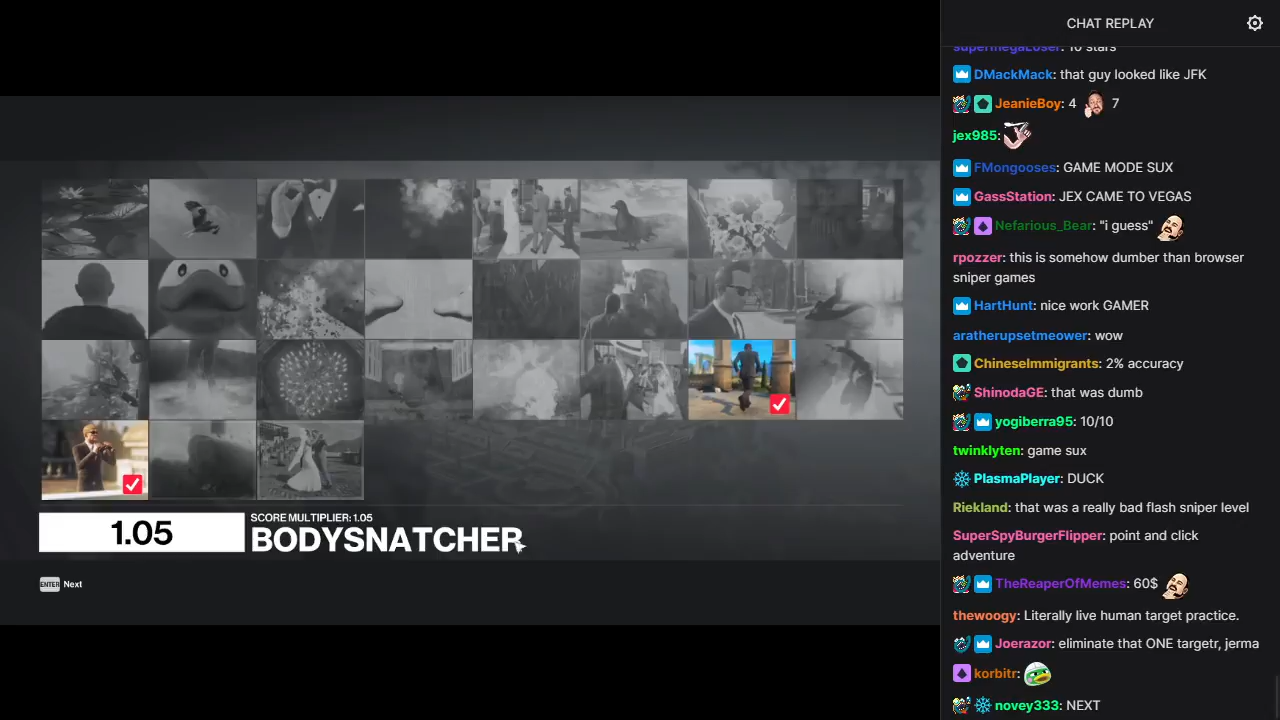 CHAT REPLAY
supermegaLoser: 10 stars
DMackMack: that guy looked like JFK
JeanieBoy: 4 7
jex985:
FMongooses: GAME MODE SUX
GassStation: JEX CAME TO VEGAS
Nefarious_Bear: "i guess"
rpozzer: this is somehow dumber than browser
sniper games
HartHunt: nice work GAMER
aratherupsetmeower: wow
ChineseImmigrants: 2% accuracy
ShinodaGE: that was dumb
yogiberra95: 10/10
twinklyten: game sux
PlasmaPlayer: DUCK
Riekland: that was a really bad flash sniper level
SuperSpyBurgerFlipper: point and click
adventure
TheReaperOfMemes: 60$
thewoogy: Literally live human target practice.
Joerazor: eliminate that ONE targetr, jerma
korbitr:
novey333: NEXT
1.05
SCORE MULTIPLIER: 1.05
BODYSNATCHER
ENTER Next